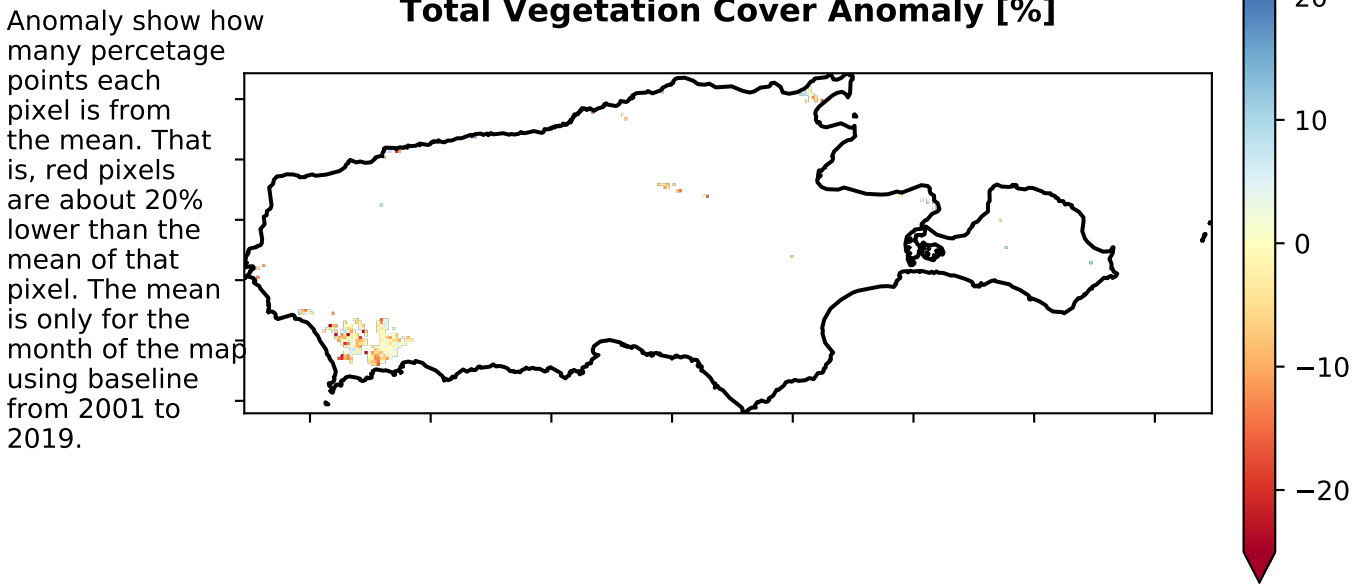 Total Vegetation Cover Anomaly [%]
Anomaly show how
many percetage
points each
pixel is from
the mean. That
is, red pixels
are about 20%
lower than the
mean of that
pixel. The mean
is only for the
month of the map
using baseline
from 2001 to
2019.
20
10
0
−10
−20